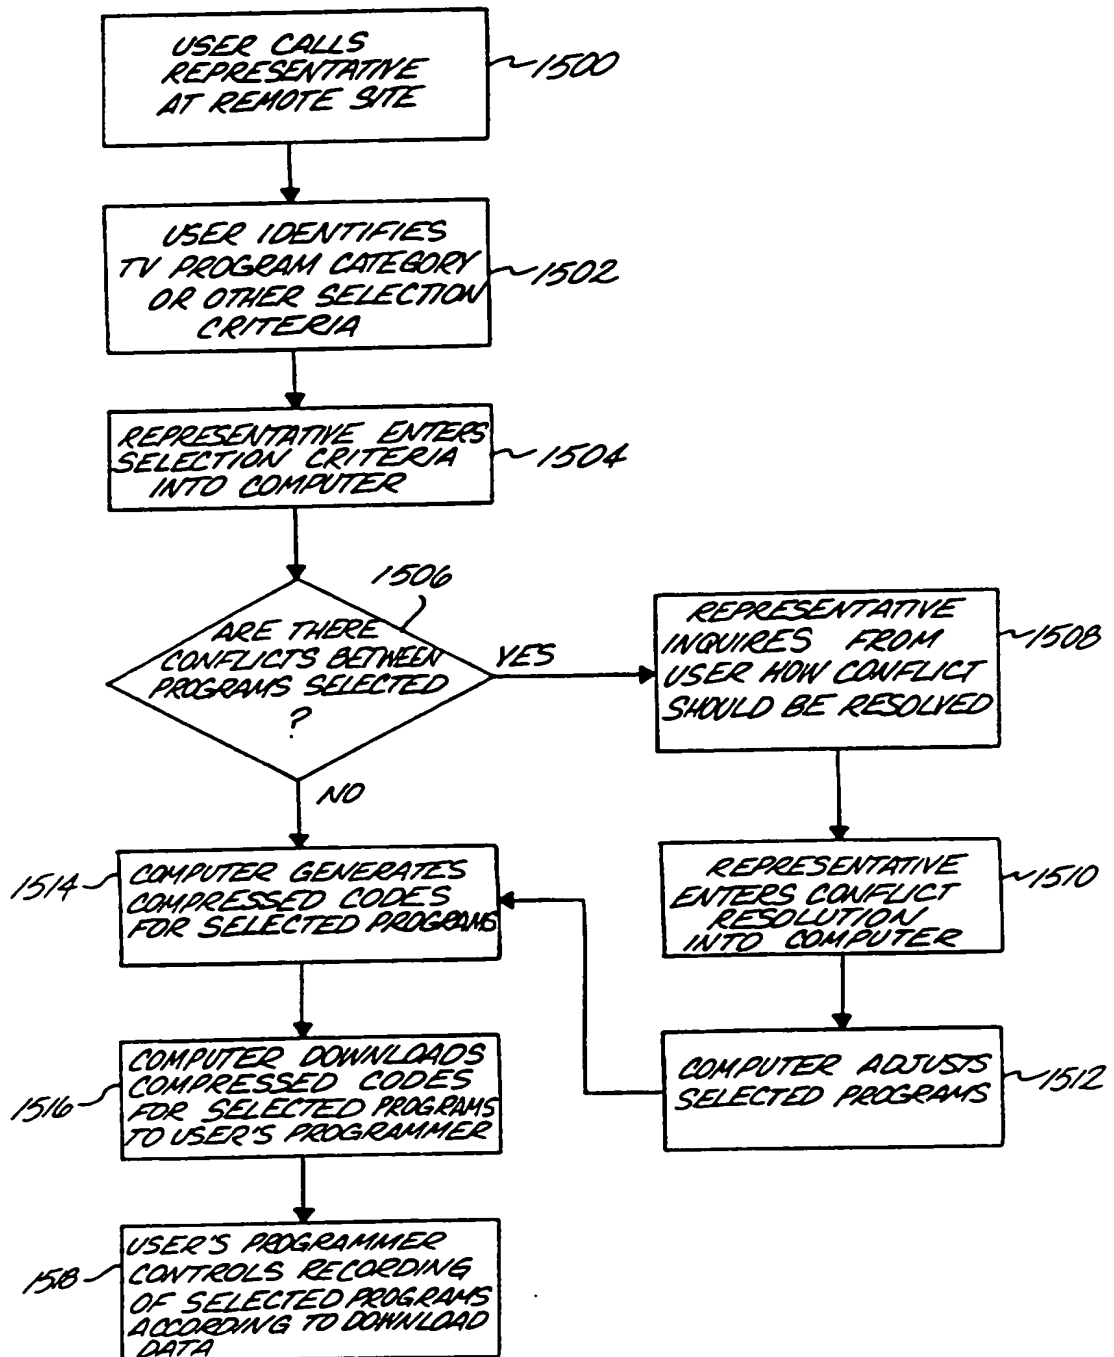 USER CALLS
REPRESENTATIVE
AT REMOTE SITE
1500
USER IDENTIFIES
TV PROGRAM CATEGORY
OR OTHER SELECTION
CRITERIA
1502
REPRESENTATIVE ENTERS
SELECTION CRITERIA
INTO COMPUTER
1504
1506
ARE THERE
CONFLICTS BETWEEN
PROGRAMS SELECTED
?
YES
NO
REPRESENTATIVE
INQUIRES FROM
USER HOW CONFLICT
SHOULD BE RESOLVED
1508
REPRESENTATIVE
ENTERS CONFLICT
RESOLUTION
INTO COMPUTER
1510
COMPUTER ADJUSTS
SELECTED PROGRAMS
1512
1514
COMPUTER GENERATES
COMPRESSED CODES
FOR SELECTED PROGRAMS
1516
COMPUTER DOWNLOADS
COMPRESSED CODES
FOR SELECTED PROGRAMS
TO USER'S PROGRAMMER
1518
USER'S PROGRAMMER
CONTROLS RECORDING
OF SELECTED PROGRAMS
ACCORDING TO DOWNLOAD
DATA